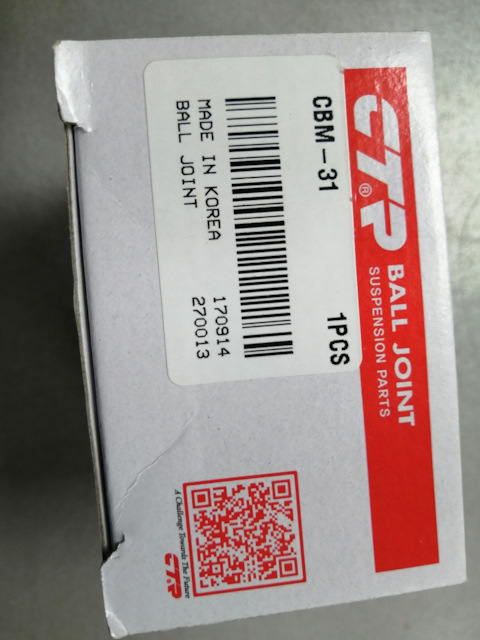 CTR®
BALL JOINT
SUSPENSION PARTS
CBM-31 1PCS
MADE IN KOREA 170914
BALL JOINT 270013
A Challenge Towards The Future
CTR